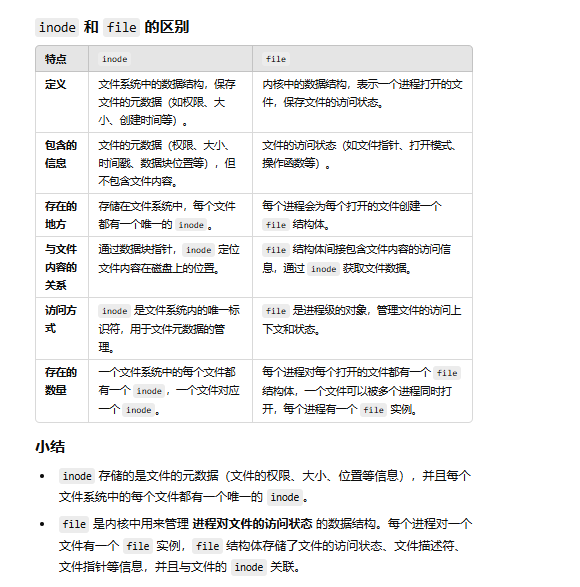 inode 和 file 的区别
特点 inode file
定义 文件系统中的数据结构，保存 内核中的数据结构，表示一个进程打开的文
文件的元数据（如权限、大 件，保存文件的访问状态。
小、创建时间等）。
包含的 文件的元数据（权限、大小、 文件的访问状态（如文件指针、打开模式、
信息 时间戳、数据块位置等），但 操作函数等）。
不包含文件内容。
存在的 存储在文件系统中，每个文件 每个进程会为每个打开的文件创建一个
地方 都有一个唯一的 inode 。 file 结构体。
与文件 通过数据块指针，inode 定位 file 结构体间接包含文件内容的访问信
内容的 文件内容在磁盘上的位置。 息，通过 inode 获取文件数据。
关系
访问方 inode 是文件系统内的唯一标 file 是进程级的对象，管理文件的访问上
式 识符，用于文件元数据的管 下文和状态。
理。
存在的 一个文件系统中的每个文件都 每个进程对每个打开的文件都有一个 file
数量 有一个 inode ，一个文件对应 结构体，一个文件可以被多个进程同时打
一个 inode 。 开，每个进程有一个 file 实例。
小结
• inode 存储的是文件的元数据（文件的权限、大小、位置等信息），并且每个
文件系统中的每个文件都有一个唯一的 inode 。
• file 是内核中用来管理 进程对文件的访问状态 的数据结构。每个进程对一个
文件有一个 file 实例，file 结构体存储了文件的访问状态、文件描述符、
文件指针等信息，并且与文件的 inode 关联。